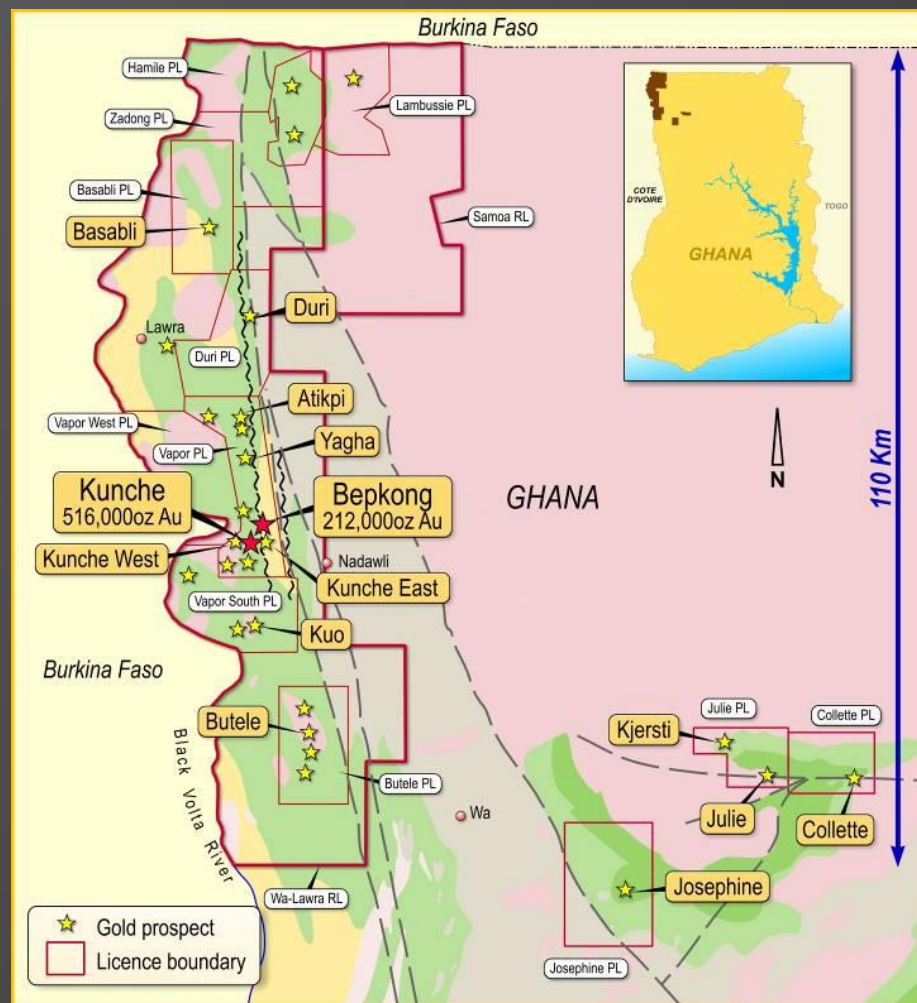 Burkina Faso
Hamile PL
Zadong PL
Lambussie PL
Basabli PL
Basabli
Samoa RL
COTE
D'IVOIRE
TOGO
GHANA
Duri
Lawra
Duri PL
Atikpi
Vapor West PL
Vapor PL
Yagha
N
110 Km
Kunche
516,000oz Au
Bepkong
212,000oz Au
GHANA
Kunche West
Nadawli
Kunche East
Vapor South PL
Kuo
Burkina Faso
Butele
Butele PL
Black Volta River
Wa
Julie PL
Collette PL
Kjersti
Julie
Collette
Josephine
Wa-Lawra RL
Josephine PL
Gold prospect
Licence boundary